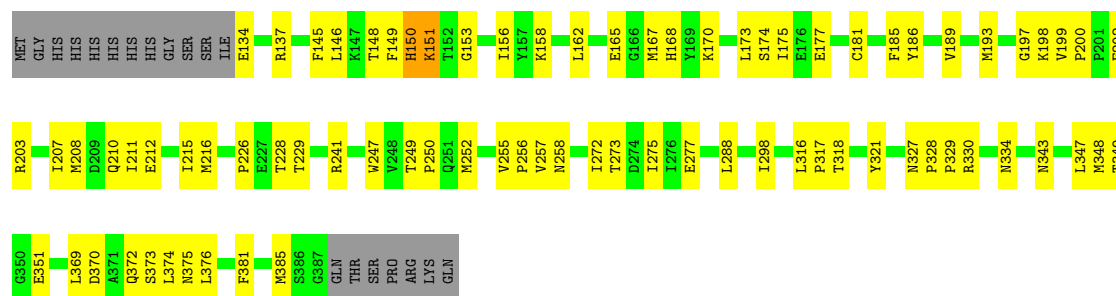 MET GLY HIS HIS HIS HIS HIS HIS GLY SER SER ILE E134 R137 F145 L146 K147 T148 F149 H150 K151 T152 G153 I156 Y157 K158 L162 E165 G166 M167 H168 Y169 K170 L173 S174 I175 E176 E177 C181 F185 Y186 V189 M193 G197 K198 V199 P200 P201
R203 I207 M208 D209 Q210 I211 E212 I215 M216 P226 E227 T228 T229 R241 W247 V248 T249 P250 Q251 M252 V255 P256 V257 N258 I272 T273 D274 I275 I276 E277 L288 I298 L316 P317 T318 Y321 N327 P328 P329 R330 N334 N343 L347 M348
G350 E351 L369 D370 A371 Q372 S373 L374 N375 L376 F381 M385 S386 G387 GLN THR SER PRO ARG LYS GLN